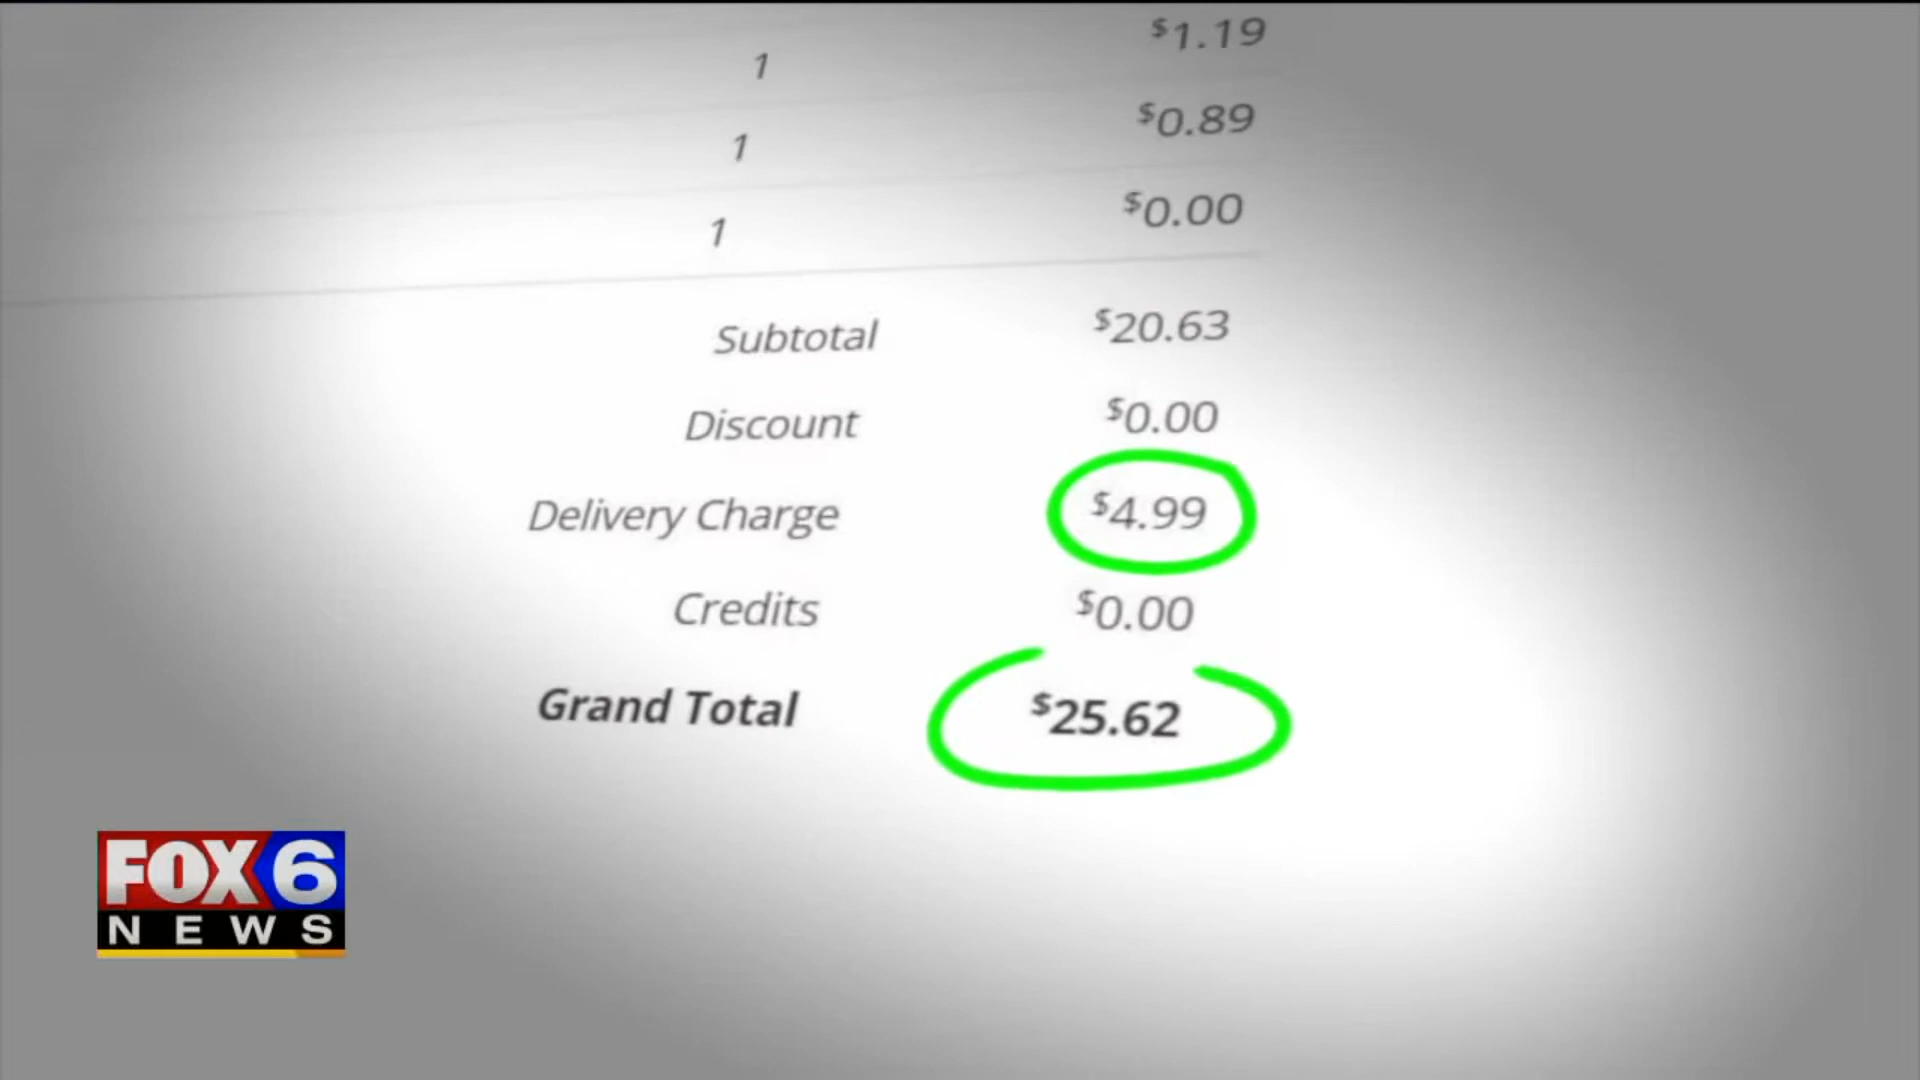 1 $1.19
1 $0.89
1 $0.00
Subtotal $20.63
Discount $0.00
Delivery Charge $4.99
Credits $0.00
Grand Total $25.62
FOX 6
NEWS